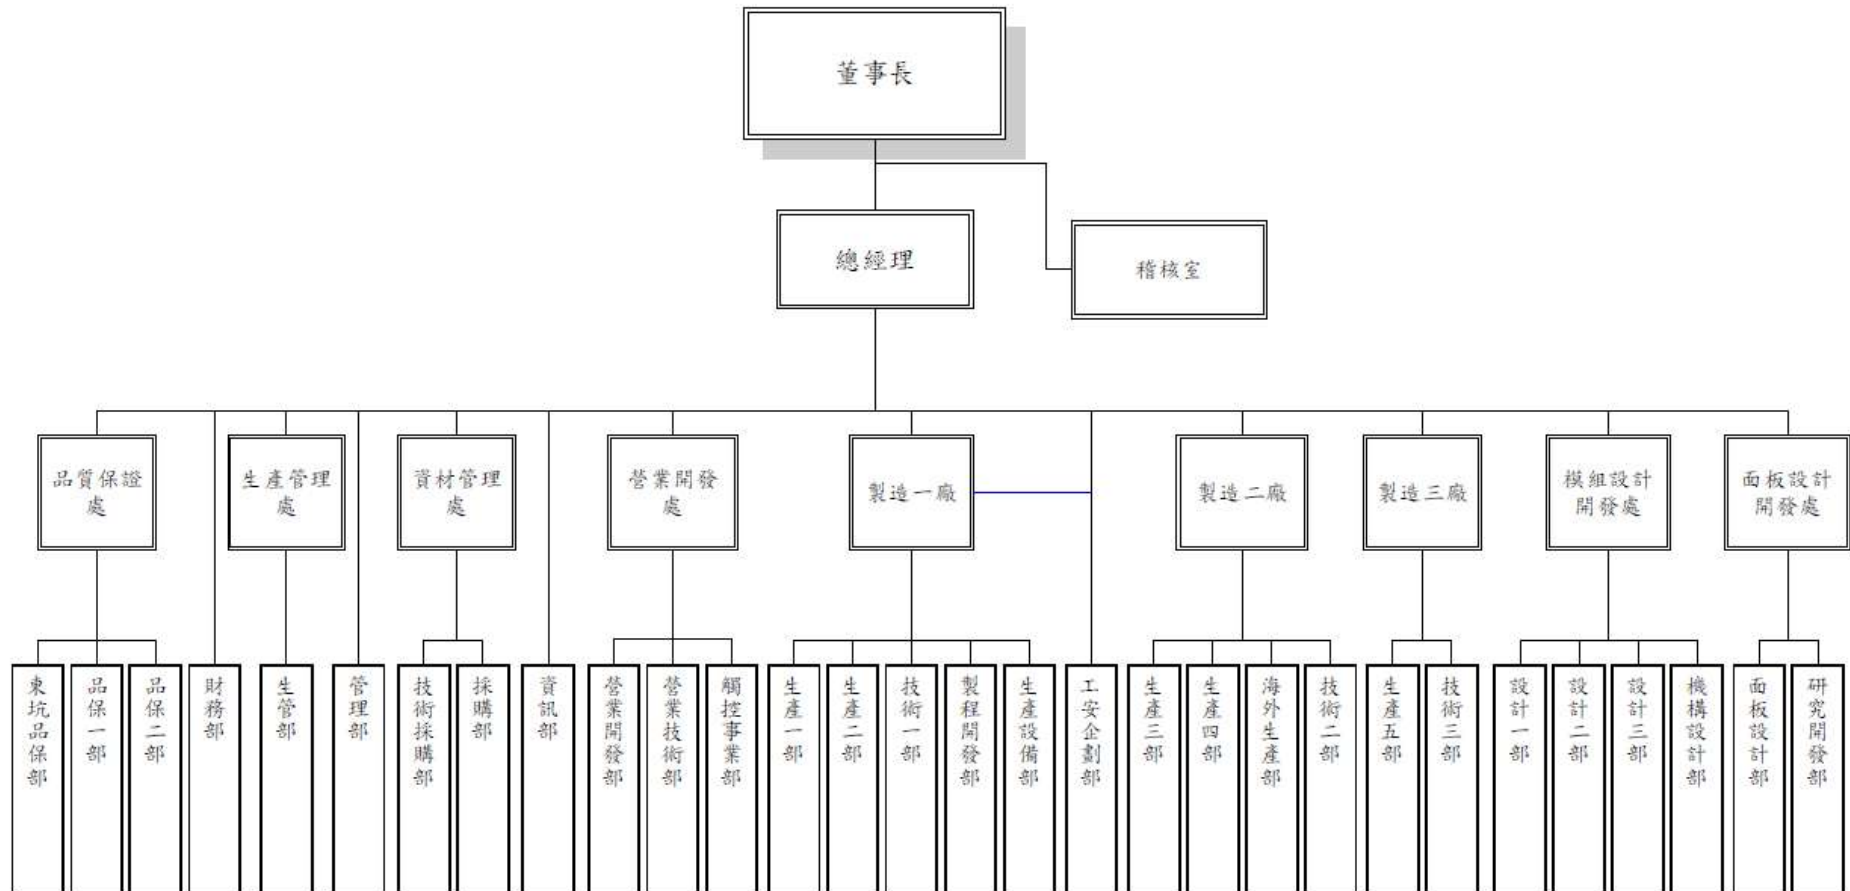 董事長
總經理
稽核室
品質保證
處
生產管理
處
資材管理
處
營業開發
處
製造一廠
製造二廠
製造三廠
模組設計
開發處
面板設計
開發處
東坑品保部
品保一部
品保二部
財務部
生管部
管理部
技術採購部
採購部
資訊部
營業開發部
營業技術部
觸控事業部
生產一部
生產二部
技術一部
製程開發部
生產設備部
工安企劃部
生產三部
生產四部
海外生產部
技術二部
生產五部
技術三部
設計一部
設計二部
設計三部
機構設計部
面板設計部
研究開發部